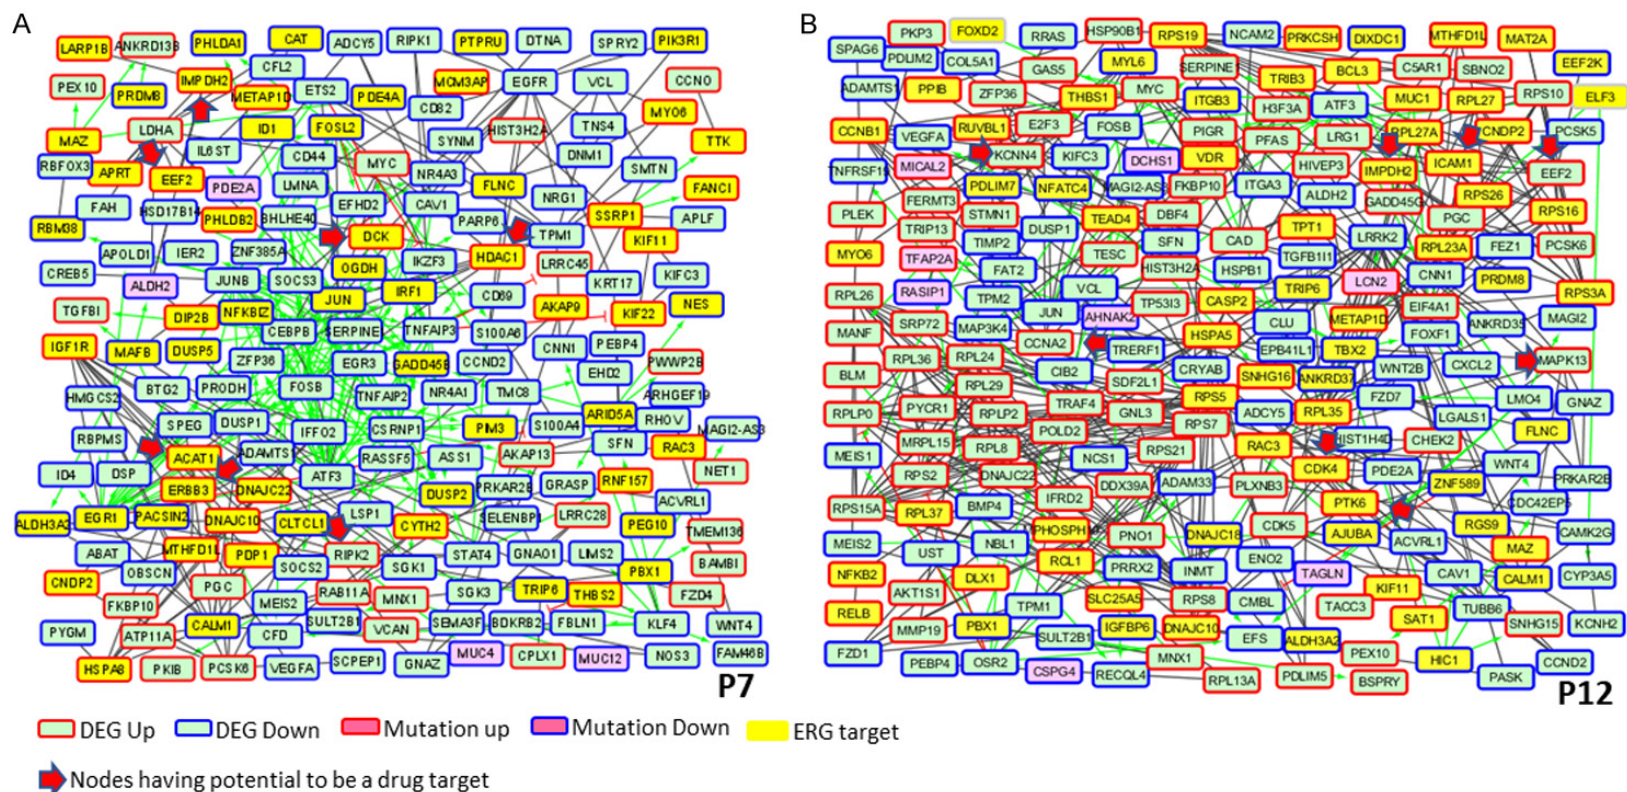 A
LARP1B ANKRD13B PHLDA1 CAT ADCY5 RIPK1 PTPRU DTNA SPRY2 PIK3R1
PEX10 PRDM8 IMPDH2 CFL2 METAP1D ETS2 PDE4A MCM3AP CD82 EGFR VCL CCNO
MAZ LDHA ID1 FOSL2 SYNM HIST3H2A TNS4 MYO6 TTK
RBFOX3 APRT IL6ST EEF2 PDE2A CD44 MYC NR4A3 FLNC DNM1 SMTN FANCI
FAH HSD17B14 PHLDB2 LMNA BHLHE40 EFHD2 CAV1 PARP6 NRG1 SSRP1 APLF
RBM38 APOLD1 IER2 ZNF385A DCK IKZF3 HDAC1 TPM1 KIF11
CREB5 ALDH2 JUNB SOCS3 OGDH JUN IRF1 CD69 LRRC45 KRT17 KIFC3 NES
TGFBI DIP2B NFKBIZ CEBPB SERPINE TNFAIP3 S100A6 AKAP9 KIF22
IGF1R MAFB DUSP5 ZFP36 EGR3 GADD45B CCND2 CNN1 PEBP4 PWWP2B
HMGCS2 BTG2 PRODH FOSB TNFAIP2 NR4A1 TMC8 EHD2 ARHGEF19
RBPMS SPEG DUSP1 IFFO2 CSRNP1 PIM3 S100A4 ARID5A RHOV MAGI2-AS3
ID4 DSP ACAT1 ADAMTS1 RASSF5 ASS1 AKAP13 SFN RAC3 NET1
ERBB3 DNAJC22 ATF3 DUSP2 PRKAR2B GRASP RNF157 ACVRL1
ALDH3A2 EGR1 PACSIN2 DNAJC10 CLTCL1 LSP1 CYTH2 SELENBP1 LRRC28 PEG10 TMEM136
ABAT MTHFD1L PDP1 RIPK2 STAT4 GNAO1 LIMS2 BAMBI
CNDP2 OBSCN PGC SOCS2 SGK1 SGK3 TRIP6 THBS2 PBX1 FZD4
FKBP10 MEIS2 RAB11A MNX1
PYGM ATP11A CALM1 CFD SULT2B1 VCAN SEMA3F BDKRB2 FBLN1 KLF4 WNT4
HSPA8 PKIB PCSK6 VEGFA SCPEP1 GNAZ MUC4 CPLX1 MUC12 NOS3 FAM46B
P7
B
SPAG6 PKP3 FOXD2 RRAS HSP90B1 RPS19 NCAM2 PRKCSH DIXDC1 MTHFD1L MAT2A
PDLIM2 COL5A1 GAS5 MYL6 SERPINE1 TRIB3 BCL3 C5AR1 SBNO2 EEF2K
ADAMTS1 PPIB ZFP36 THBS1 MYC ITGB3 H3F3A ATF3 MUC1 RPL27 RPS10 ELF3
CCNB1 VEGFA RUVBL1 E2F3 FOSB PIGR PFAS LRG1 RPL27A CNDP2 PCSK5
TNFRSF19 MICAL2 KCNN4 KIFC3 DCHS1 VDR HIVEP3 IMPDH2 ICAM1 EEF2
PDLIM7 NFATC4 MAGI2-AS3 FKBP10 ITGA3 ALDH2 GADD45G RPS26
PLEK FERMT3 STMN1 TEAD4 DBF4 PGC RPS16
TRIP13 TIMP2 DUSP1 SFN CAD TPT1 LRRK2 RPL23A FEZ1 PCSK6
MYO6 TFAP2A FAT2 TESC HIST3H2A HSPB1 TGFB1I1 CNN1 PRDM8
RPL26 RASIP1 TPM2 VCL TP53I3 CASP2 TRIP6 LCN2 EIF4A1 RPS3A
MANF SRP72 MAP3K4 JUN AHNAK2 HSPA5 CLU METAP1D FOXF1 ANKRD35 MAGI2
BLM RPL36 RPL24 CCNA2 TRERF1 EPB41L1 TBX2 WNT2B CXCL2 MAPK13
RPL29 CIB2 SDF2L1 CRYAB SNHG16 ANKRD37
RPLP0 PYCR1 RPLP2 TRAF4 GNL3 RPS5 ADCY5 RPL35 FZD7 LGALS1 LMO4 GNAZ
MEIS1 MRPL15 RPL8 POLD2 RPS7 RAC3 HIST1H4D CHEK2 FLNC
RPS2 DNAJC22 NCS1 RPS21 CDK4 PDE2A WNT4 PRKAR2B
RPS15A RPL37 BMP4 IFRD2 DDX39A ADAM33 PLXNB3 PTK6 ZNF589 CDC42EP5
MEIS2 UST NBL1 PNO1 DNAJC18 CDK5 AJUBA ACVRL1 RGS9 CAMK2G
NFKB2 DLX1 RCL1 PRRX2 INMT ENO2 TAGLN CAV1 MAZ CALM1 CYP3A5
RELB AKT1S1 TPM1 SLC25A5 RPS8 CMBL TACC3 KIF11 TUBB6
MMP19 PBX1 SULT2B1 IGFBP6 DNAJC10 EFS ALDH3A2 SAT1 SNHG15 KCNH2
FZD1 PEBP4 OSR2 CSPG4 RECQL4 MNX1 RPL13A PDLIM5 PEX10 BSPRY HIC1 PASK CCND2
P12
DEG Up DEG Down Mutation up Mutation Down ERG target
Nodes having potential to be a drug target